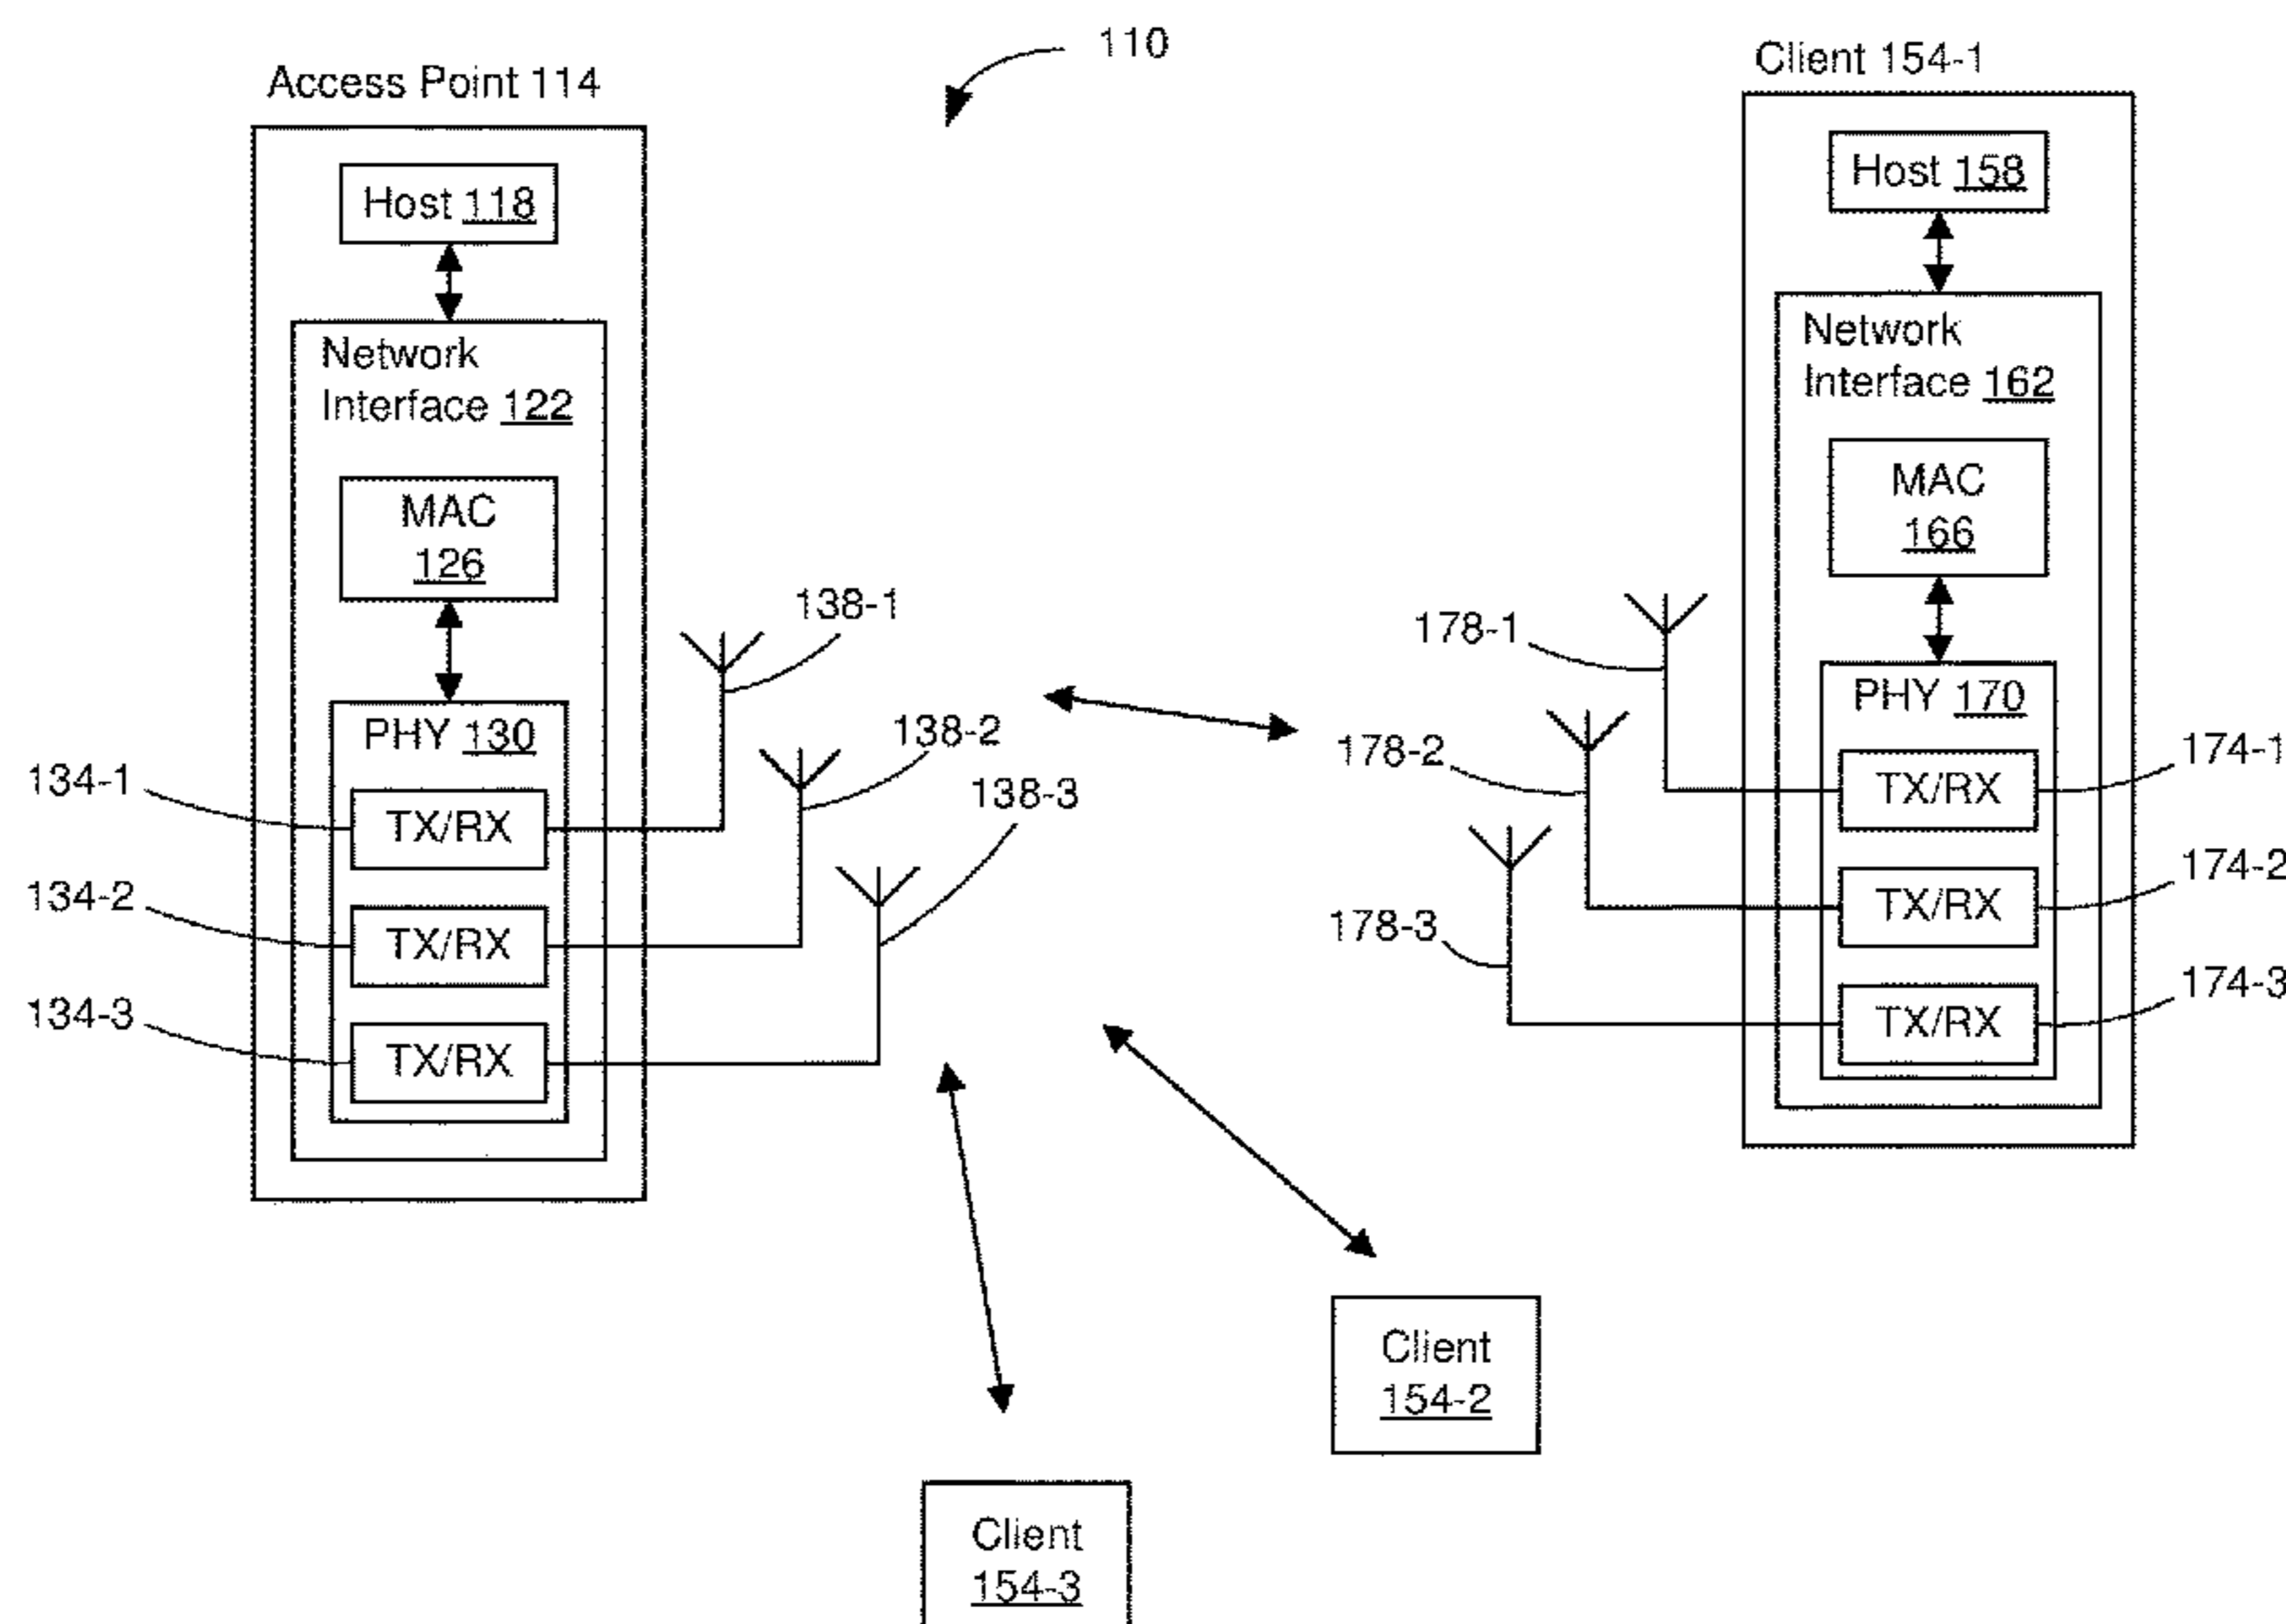 110
Access Point 114
Host 118
Network
Interface 122
MAC
126
PHY 130
134-1
TX/RX
134-2
TX/RX
134-3
TX/RX
138-1
138-2
138-3
Client 154-1
Host 158
Network
Interface 162
MAC
166
PHY 170
178-1
178-2
178-3
TX/RX
174-1
TX/RX
174-2
TX/RX
174-3
Client
154-2
Client
154-3